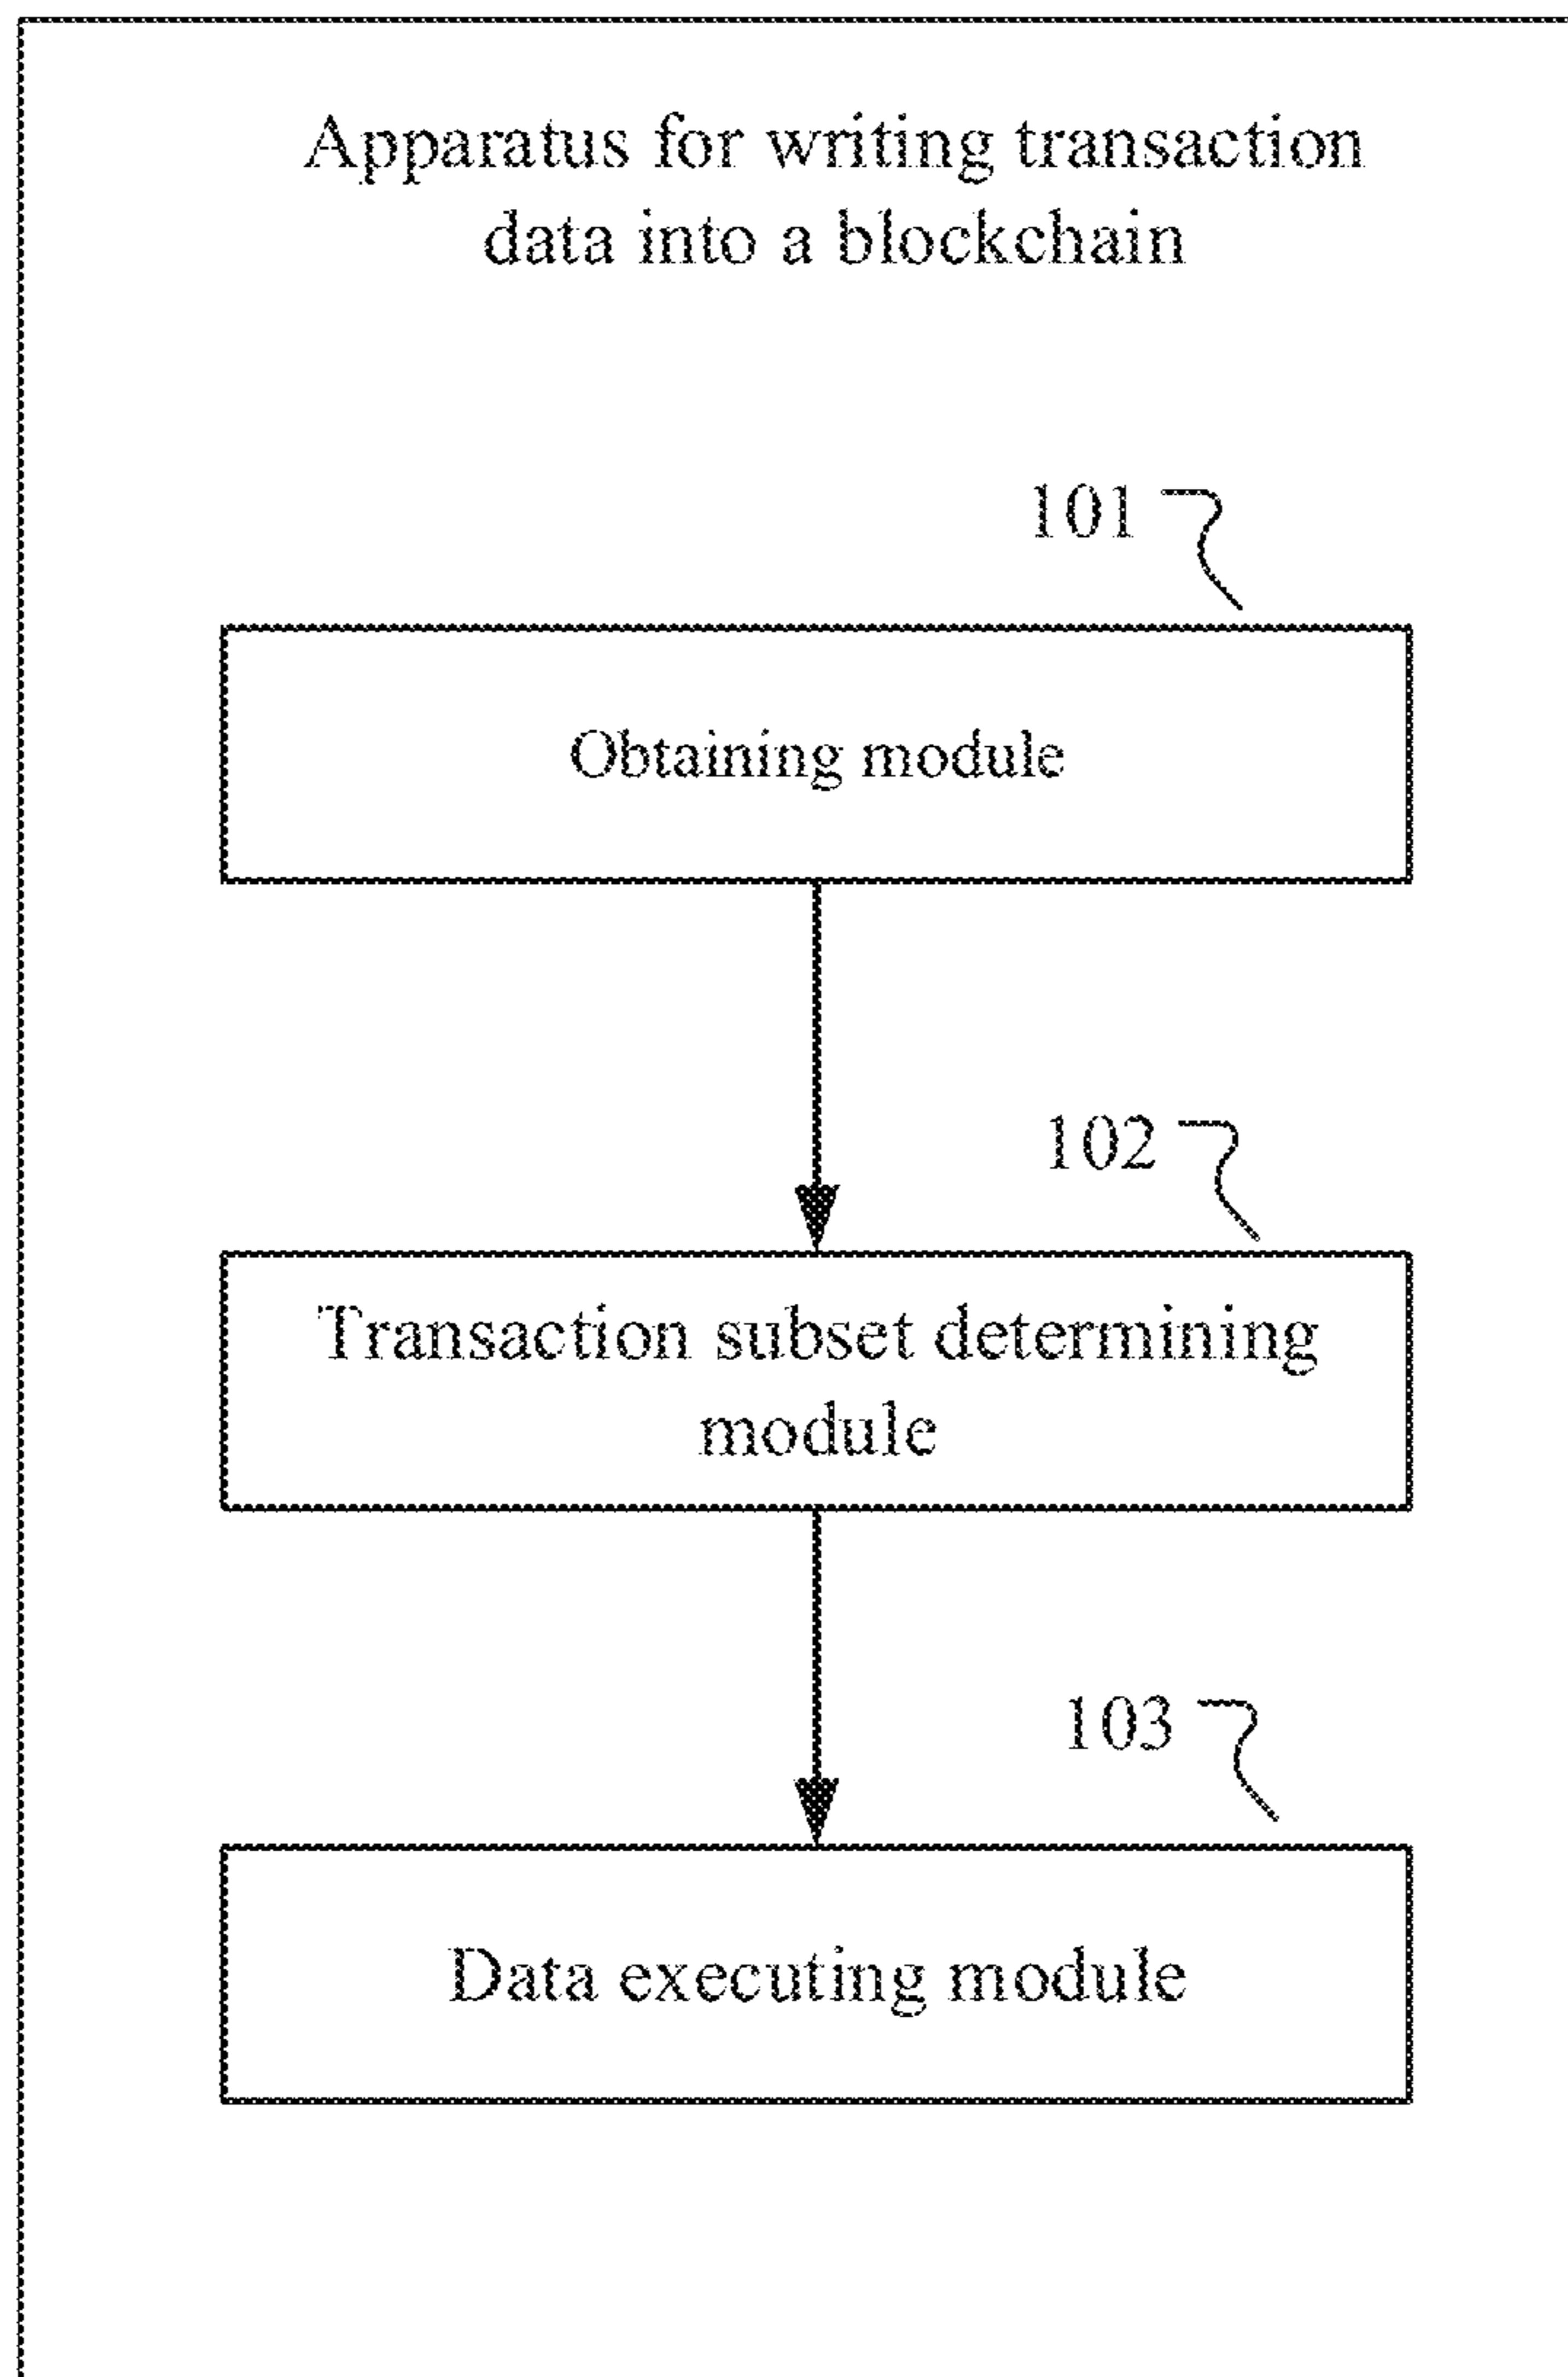 Apparatus for writing transaction
data into a blockchain
101
Obtaining module
102
Transaction subset determining
module
103
Data executing module